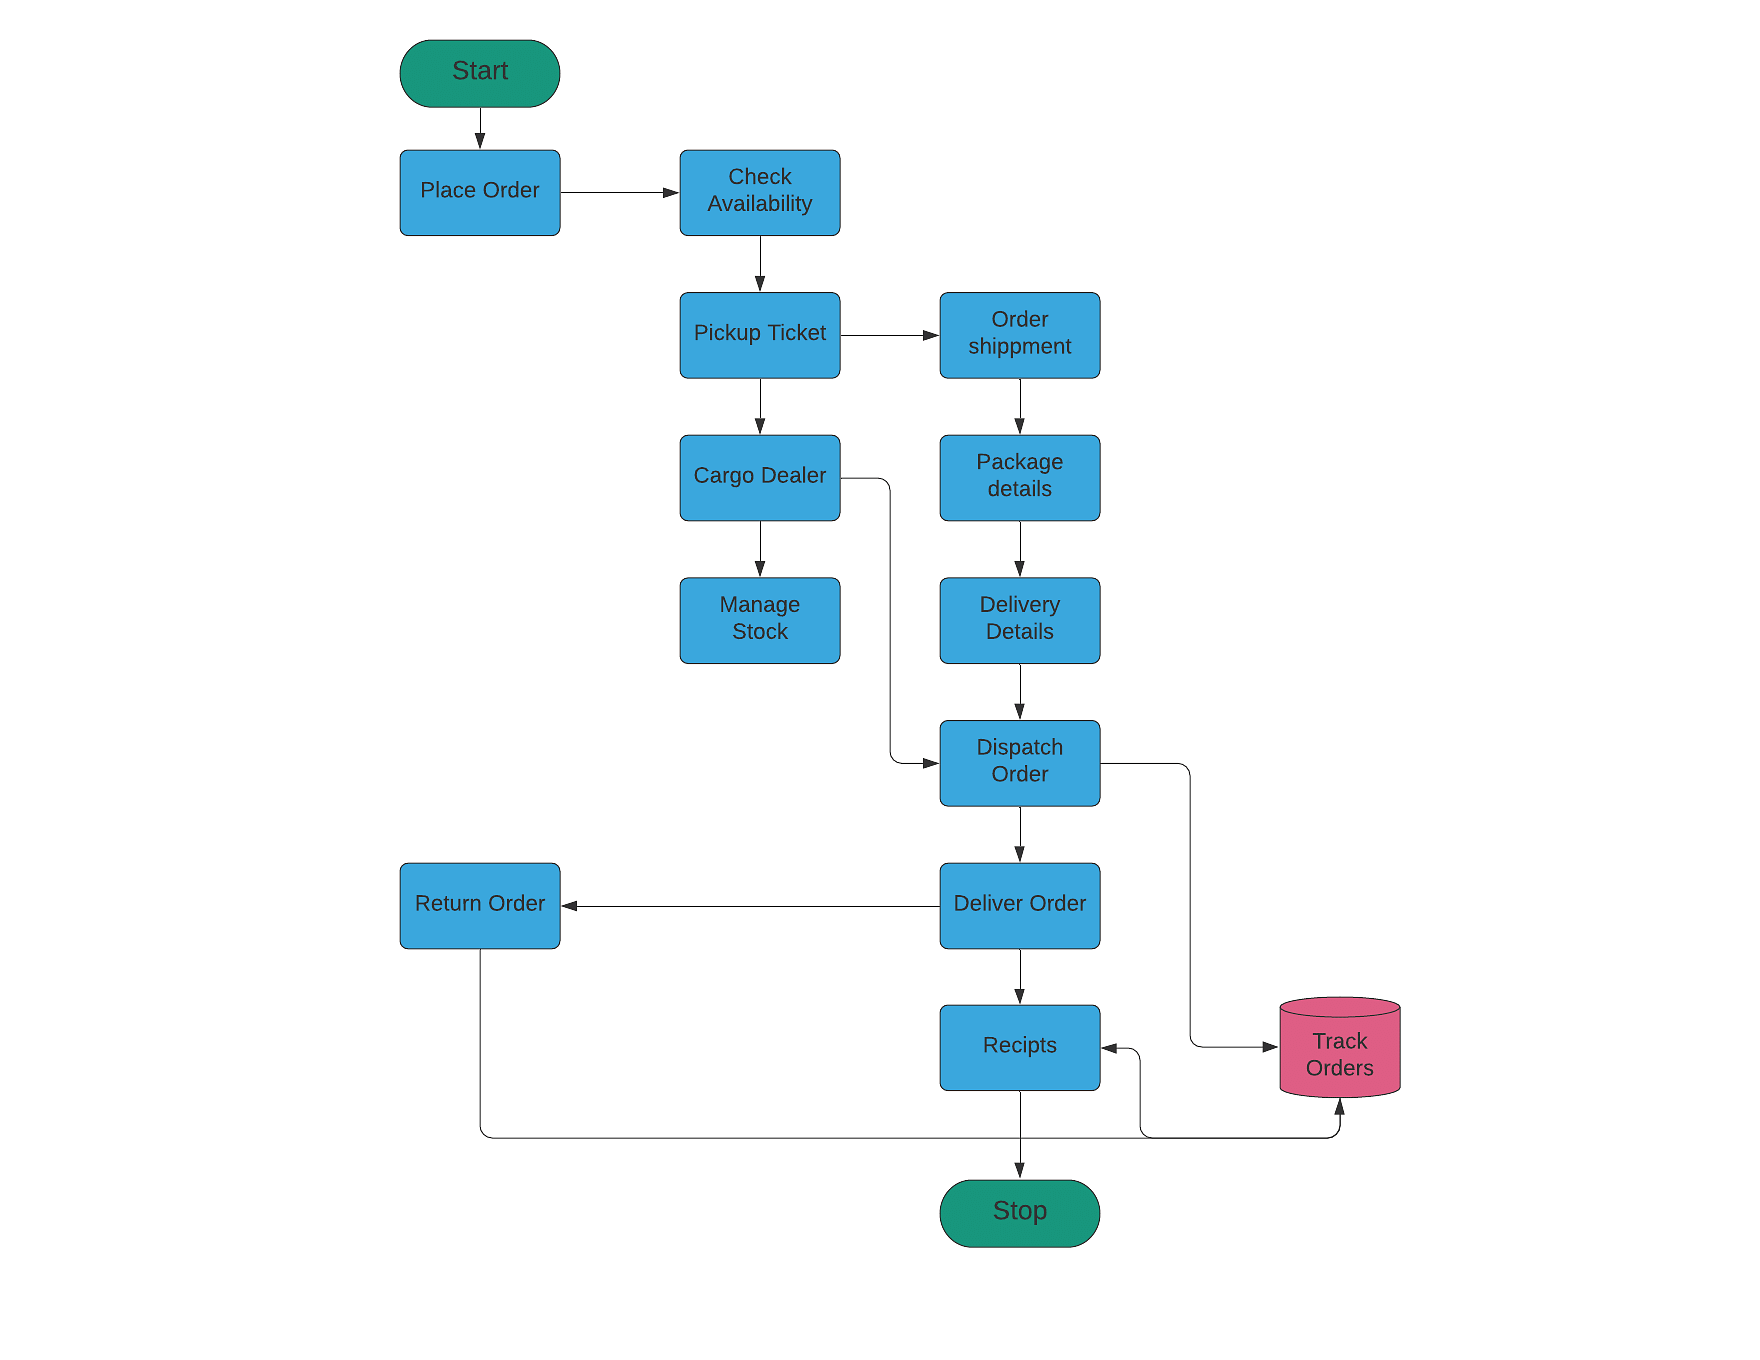 Start
Place Order
Check
Availability
Pickup Ticket
Order
shippment
Cargo Dealer
Package
details
Manage
Stock
Delivery
Details
Dispatch
Order
Return Order
Deliver Order
Recipts
Track
Orders
Stop